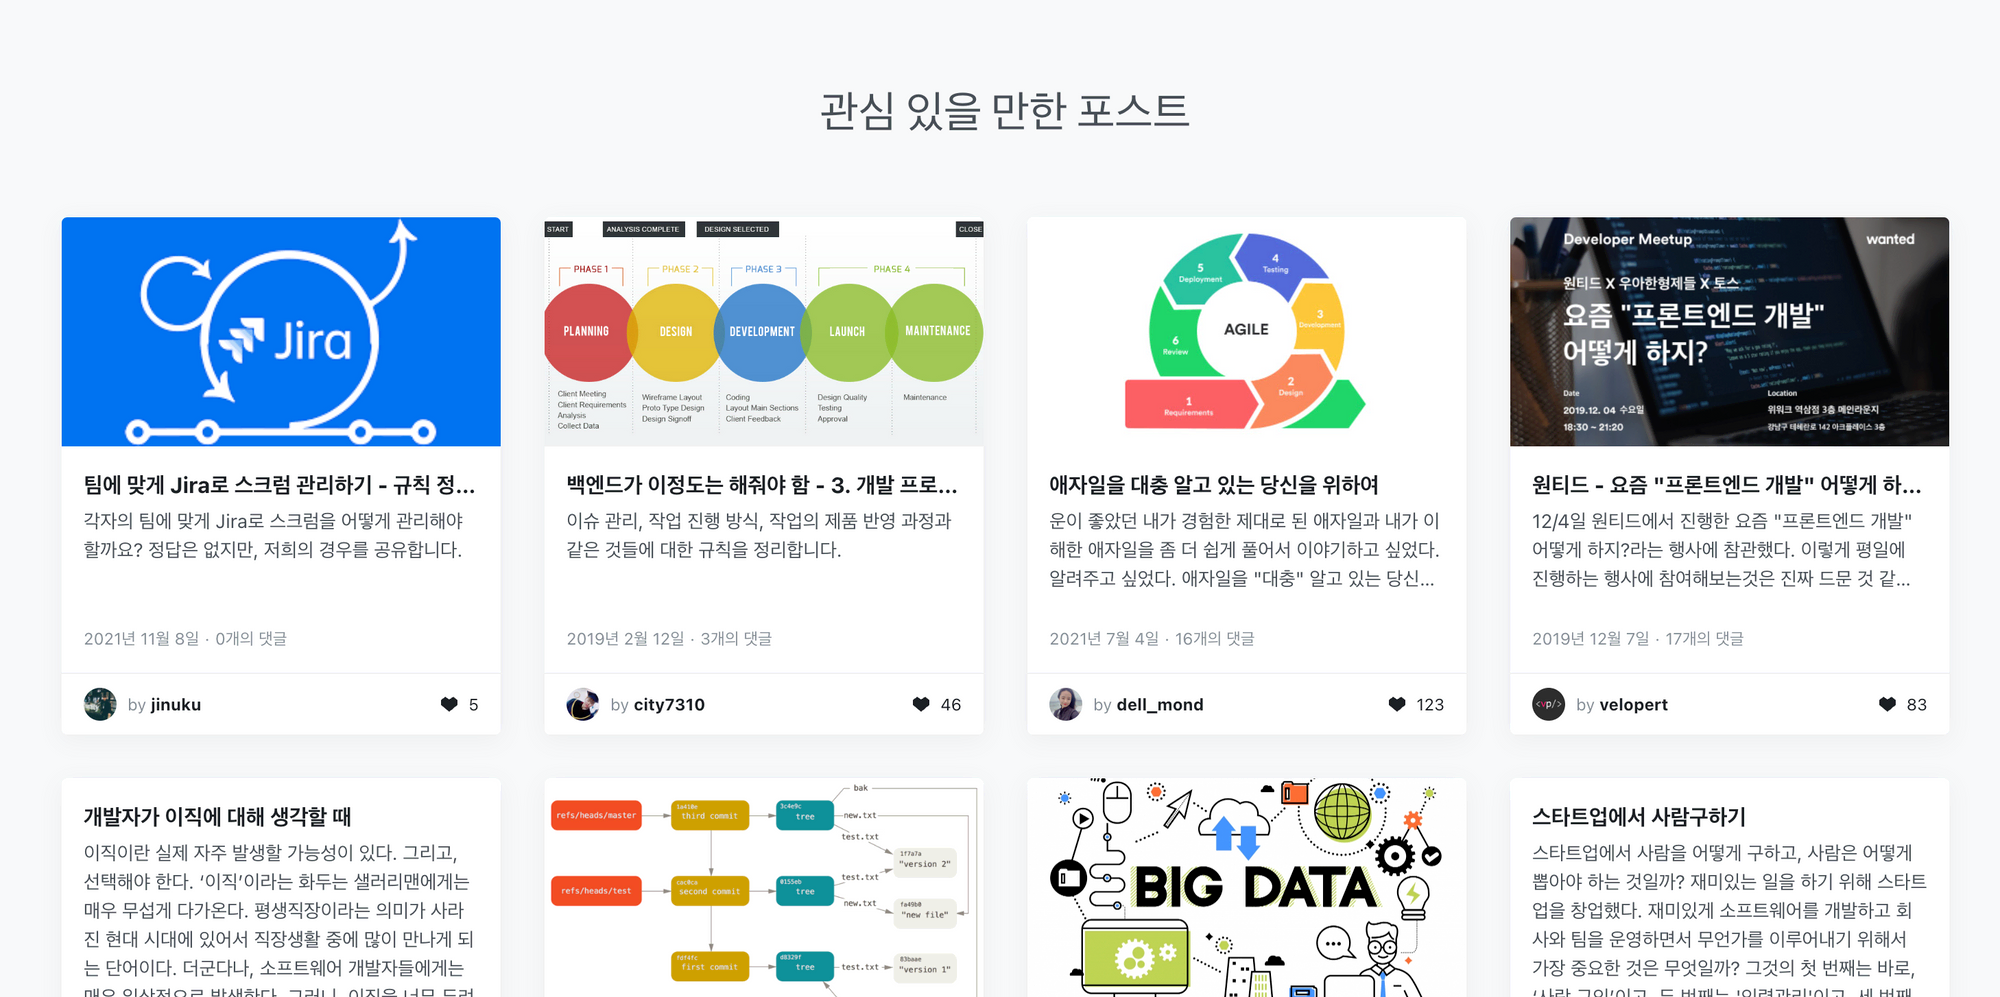 관심 있을 만한 포스트
Jira
팀에 맞게 Jira로 스크럼 관리하기 - 규칙 정...
각자의 팀에 맞게 Jira로 스크럼을 어떻게 관리해야
할까요? 정답은 없지만, 저희의 경우를 공유합니다.
2021년 11월 8일 · 0개의 댓글
by jinuku
5
START
ANALYSIS COMPLETE
DESIGN SELECTED
CLOSE
PHASE 1
PHASE 2
PHASE 3
PHASE 4
PLANNING
DESIGN
DEVELOPMENT
LAUNCH
MAINTENANCE
Client Meeting
Client Requirements
Analysis
Collect Data
Wireframe Layout
Proto Type Design
Design Signoff
Coding
Layout Main Sections
Client Feedback
Design Quality
Testing
Approval
Maintenance
백엔드가 이정도는 해줘야 함 - 3. 개발 프로...
이슈 관리, 작업 진행 방식, 작업의 제품 반영 과정과
같은 것들에 대한 규칙을 정리합니다.
2019년 2월 12일 · 3개의 댓글
by city7310
46
AGILE
1
Requirements
2
Design
3
Development
4
Testing
5
Deployment
6
Review
애자일을 대충 알고 있는 당신을 위하여
운이 좋았던 내가 경험한 제대로 된 애자일과 내가 이
해한 애자일을 좀 더 쉽게 풀어서 이야기하고 싶었다.
알려주고 싶었다. 애자일을 "대충" 알고 있는 당신...
2021년 7월 4일 · 16개의 댓글
by dell_mond
123
Developer Meetup
wanted
원티드 X 우아한형제들 X 토스
요즘 "프론트엔드 개발"
어떻게 하지?
Date
2019.12. 04 수요일
18:30 ~ 21:20
Location
위워크 역삼점 3층 메인라운지
강남구 테헤란로 142 아크플레이스 3층
원티드 - 요즘 "프론트엔드 개발" 어떻게 하...
12/4일 원티드에서 진행한 요즘 "프론트엔드 개발"
어떻게 하지?라는 행사에 참관했다. 이렇게 평일에
진행하는 행사에 참여해보는것은 진짜 드문 것 같...
2019년 12월 7일 · 17개의 댓글
<vp/>
by velopert
83
개발자가 이직에 대해 생각할 때
이직이란 실제 자주 발생할 가능성이 있다. 그리고,
선택해야 한다. ‘이직’이라는 화두는 샐러리맨에게는
매우 무섭게 다가온다. 평생직장이라는 의미가 사라
진 현대 시대에 있어서 직장생활 중에 많이 만나게 되
는 단어이다. 더군다나, 소프트웨어 개발자들에게는
bak
refs/heads/master
1a410e
third commit
3c4e9c
tree
new.txt
test.txt
1f7a7a
"version 2"
refs/heads/test
cac0ca
second commit
0155eb
tree
test.txt
new.txt
fa49b0
"new file"
fdf4fc
first commit
d8329f
tree
test.txt
83baae
"version 1"
BIG DATA
스타트업에서 사람구하기
스타트업에서 사람을 어떻게 구하고, 사람은 어떻게
뽑아야 하는 것일까? 재미있는 일을 하기 위해 스타트
업을 창업했다. 재미있게 소프트웨어를 개발하고 회
사와 팀을 운영하면서 무언가를 이루어내기 위해서
가장 중요한 것은 무엇일까? 그것의 첫 번째는 바로,